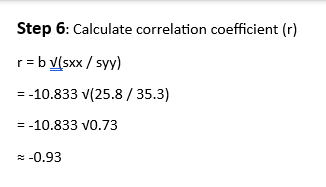 Step 6: Calculate correlation coefficient (r)
r = b √(sxx / syy)
= -10.833 √(25.8 / 35.3)
= -10.833 √0.73
≈ -0.93